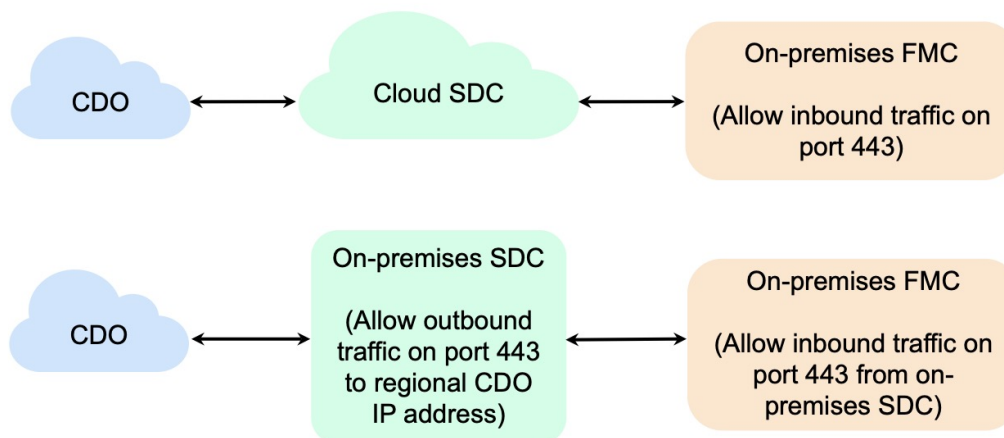 CDO
Cloud SDC
On-premises FMC
(Allow inbound traffic on
port 443)
CDO
On-premises SDC
(Allow outbound
traffic on port 443
to regional CDO
IP address)
On-premises FMC
(Allow inbound traffic on
port 443 from on-
premises SDC)